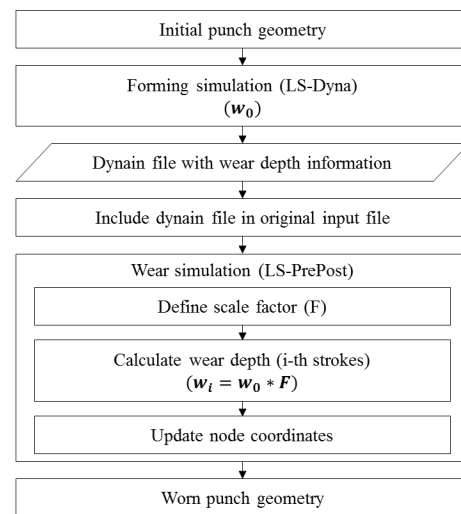 Initial punch geometry
Forming simulation (LS-Dyna)
(w₀)
Dynain file with wear depth information
Include dynain file in original input file
Wear simulation (LS-PrePost)
Define scale factor (F)
Calculate wear depth (i-th strokes)
(wᵢ = w₀ * F)
Update node coordinates
Worn punch geometry